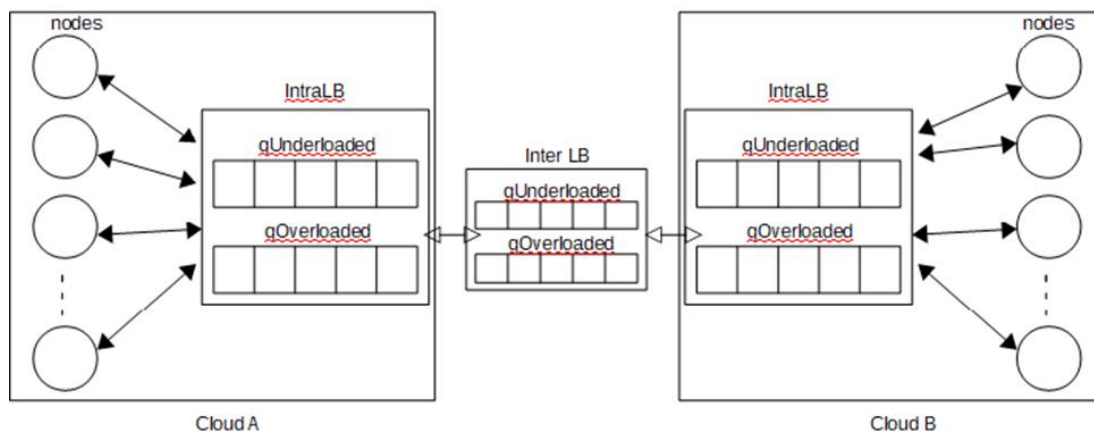 nodes
nodes
IntraLB
IntraLB
qUnderloaded
Inter LB
qUnderloaded
qUnderloaded
qOverloaded
qOverloaded
qOverloaded
Cloud A
Cloud B